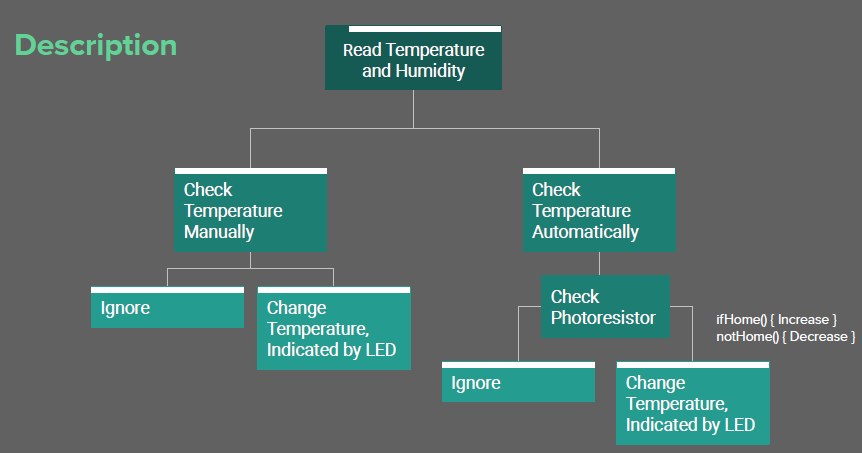 Description
Read Temperature
and Humidity
Check
Temperature
Manually
Check
Temperature
Automatically
Ignore
Change
Temperature,
Indicated by LED
Check
Photoresistor
ifHome() { Increase }
notHome() { Decrease }
Ignore
Change
Temperature,
Indicated by LED